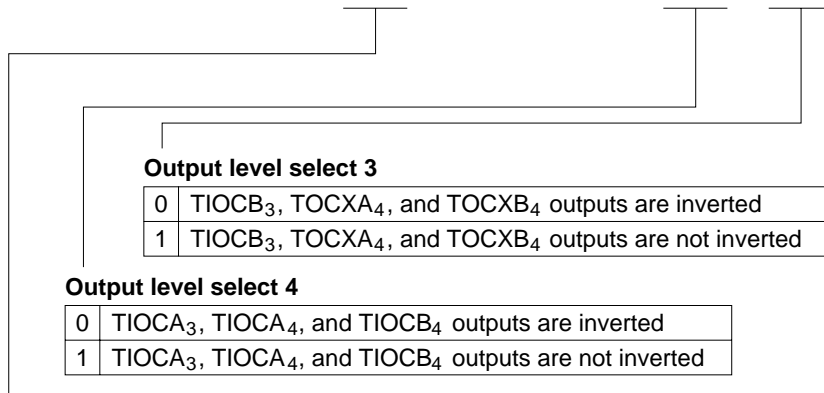 Output level select 3
0 TIOCB3, TOCXA4, and TOCXB4 outputs are inverted
1 TIOCB3, TOCXA4, and TOCXB4 outputs are not inverted
Output level select 4
0 TIOCA3, TIOCA4, and TIOCB4 outputs are inverted
1 TIOCA3, TIOCA4, and TIOCB4 outputs are not inverted